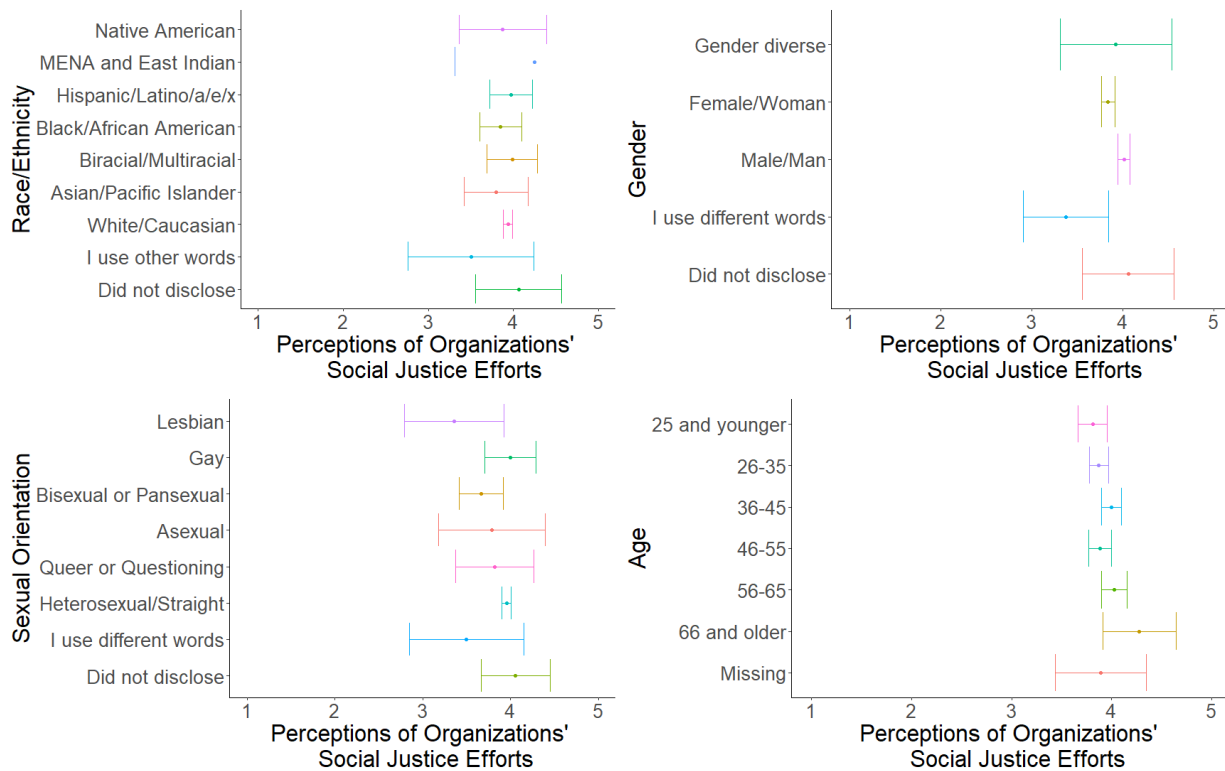 Race/Ethnicity
Native American
MENA and East Indian
Hispanic/Latino/a/e/x
Black/African American
Biracial/Multiracial
Asian/Pacific Islander
White/Caucasian
I use other words
Did not disclose
1 2 3 4 5
Perceptions of Organizations'
Social Justice Efforts
Gender
Gender diverse
Female/Woman
Male/Man
I use different words
Did not disclose
1 2 3 4 5
Perceptions of Organizations'
Social Justice Efforts
Sexual Orientation
Lesbian
Gay
Bisexual or Pansexual
Asexual
Queer or Questioning
Heterosexual/Straight
I use different words
Did not disclose
1 2 3 4 5
Perceptions of Organizations'
Social Justice Efforts
Age
25 and younger
26-35
36-45
46-55
56-65
66 and older
Missing
1 2 3 4 5
Perceptions of Organizations'
Social Justice Efforts